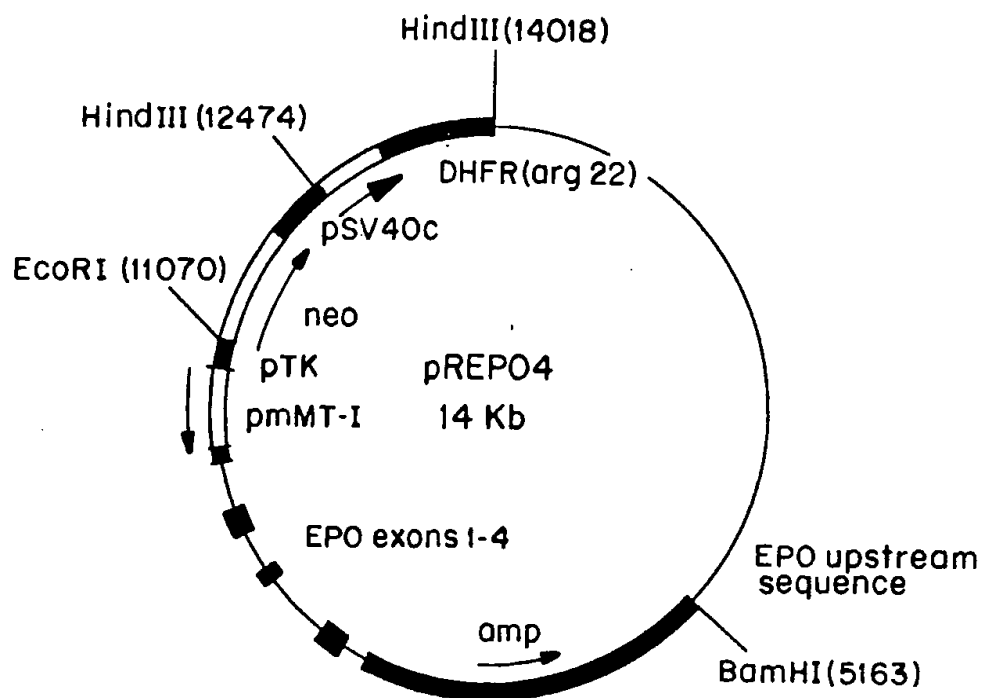 HindIII(14018)
HindIII(12474)
DHFR(arg 22)
pSV40c
EcoRI (11070)
neo
pTK
pREPO4
pmMT-I
14 Kb
EPO exons 1-4
EPO upstream
sequence
amp
BamHI(5163)